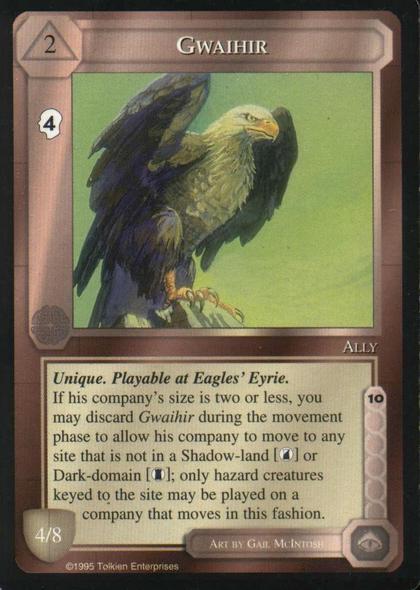 2
GWAIHIR
4
ALLY
Unique. Playable at Eagles' Eyrie.
If his company's size is two or less, you
may discard Gwaihir during the movement
phase to allow his company to move to any
site that is not in a Shadow-land [ ] or
Dark-domain [ ]; only hazard creatures
keyed to the site may be played on a
company that moves in this fashion.
10
4/8
ART BY GAIL MCINTOSH
©1995 Tolkien Enterprises